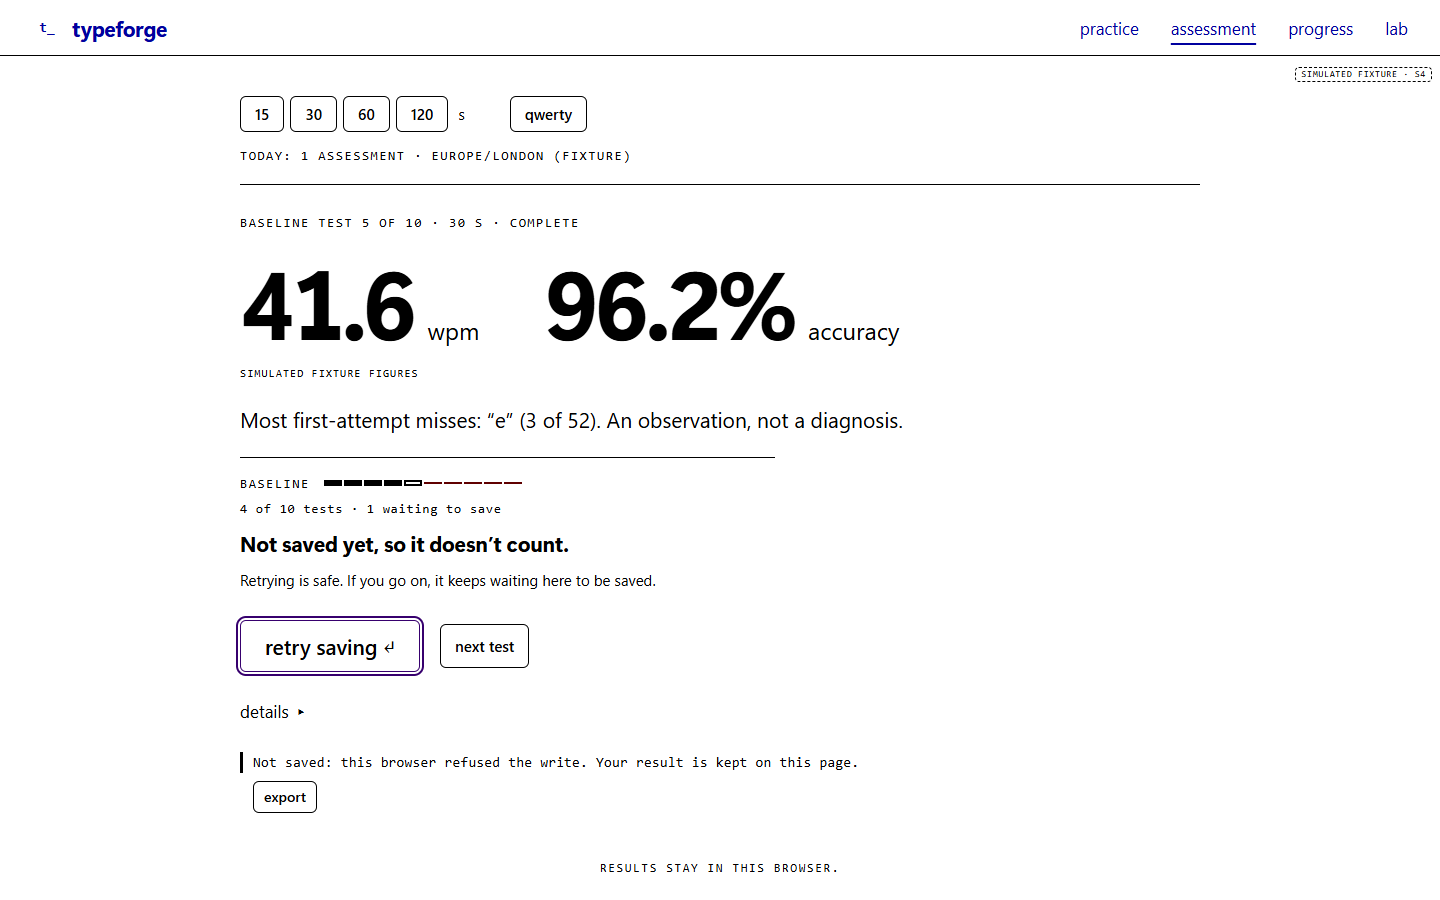 t_ typeforge practice assessment progress lab
SIMULATED FIXTURE · S4
15 30 60 120 s qwerty
TODAY: 1 ASSESSMENT · EUROPE/LONDON (FIXTURE)
BASELINE TEST 5 OF 10 · 30 S · COMPLETE
41.6 wpm 96.2% accuracy
SIMULATED FIXTURE FIGURES
Most first-attempt misses: “e” (3 of 52). An observation, not a diagnosis.
BASELINE
4 of 10 tests · 1 waiting to save
Not saved yet, so it doesn’t count.
Retrying is safe. If you go on, it keeps waiting here to be saved.
retry saving ↵ next test
details ▸
Not saved: this browser refused the write. Your result is kept on this page.
export
RESULTS STAY IN THIS BROWSER.